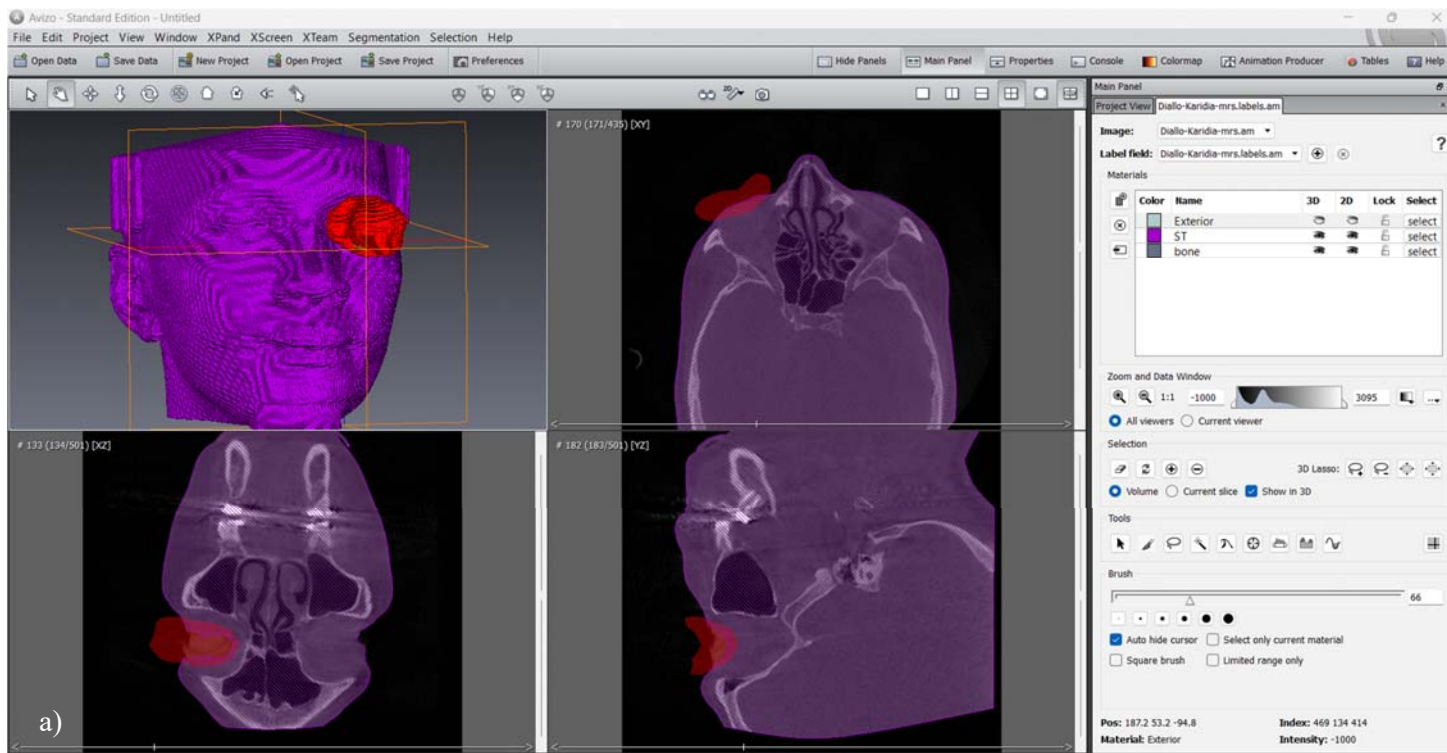 Avizo - Standard Edition - Untitled
File Edit Project View Window XPand XScreen XTeam Segmentation Selection Help
Open Data Save Data New Project Open Project Save Project Preferences Hide Panels Main Panel Properties Console Colormap Animation Producer Tables Help
Main Panel
Project View Diallo-Karidia-mrs.labels.am
Image: Diallo-Karidia-mrs.am
Label field: Diallo-Karidia-mrs.labels.am
?
Materials
Color Name 3D 2D Lock Select
Exterior select
ST select
bone select
Zoom and Data Window
1:1 -1000 3095
All viewers Current viewer
Selection
3D Lasso:
Volume Current slice Show in 3D
Tools
Brush
66
Auto hide cursor Select only current material
Square brush Limited range only
Pos: 187.2 53.2 -94.8 Index: 469 134 414
Material: Exterior Intensity: -1000
# 170 (171/435) [XY]
# 133 (134/501) [XZ]
# 182 (183/501) [YZ]
a)